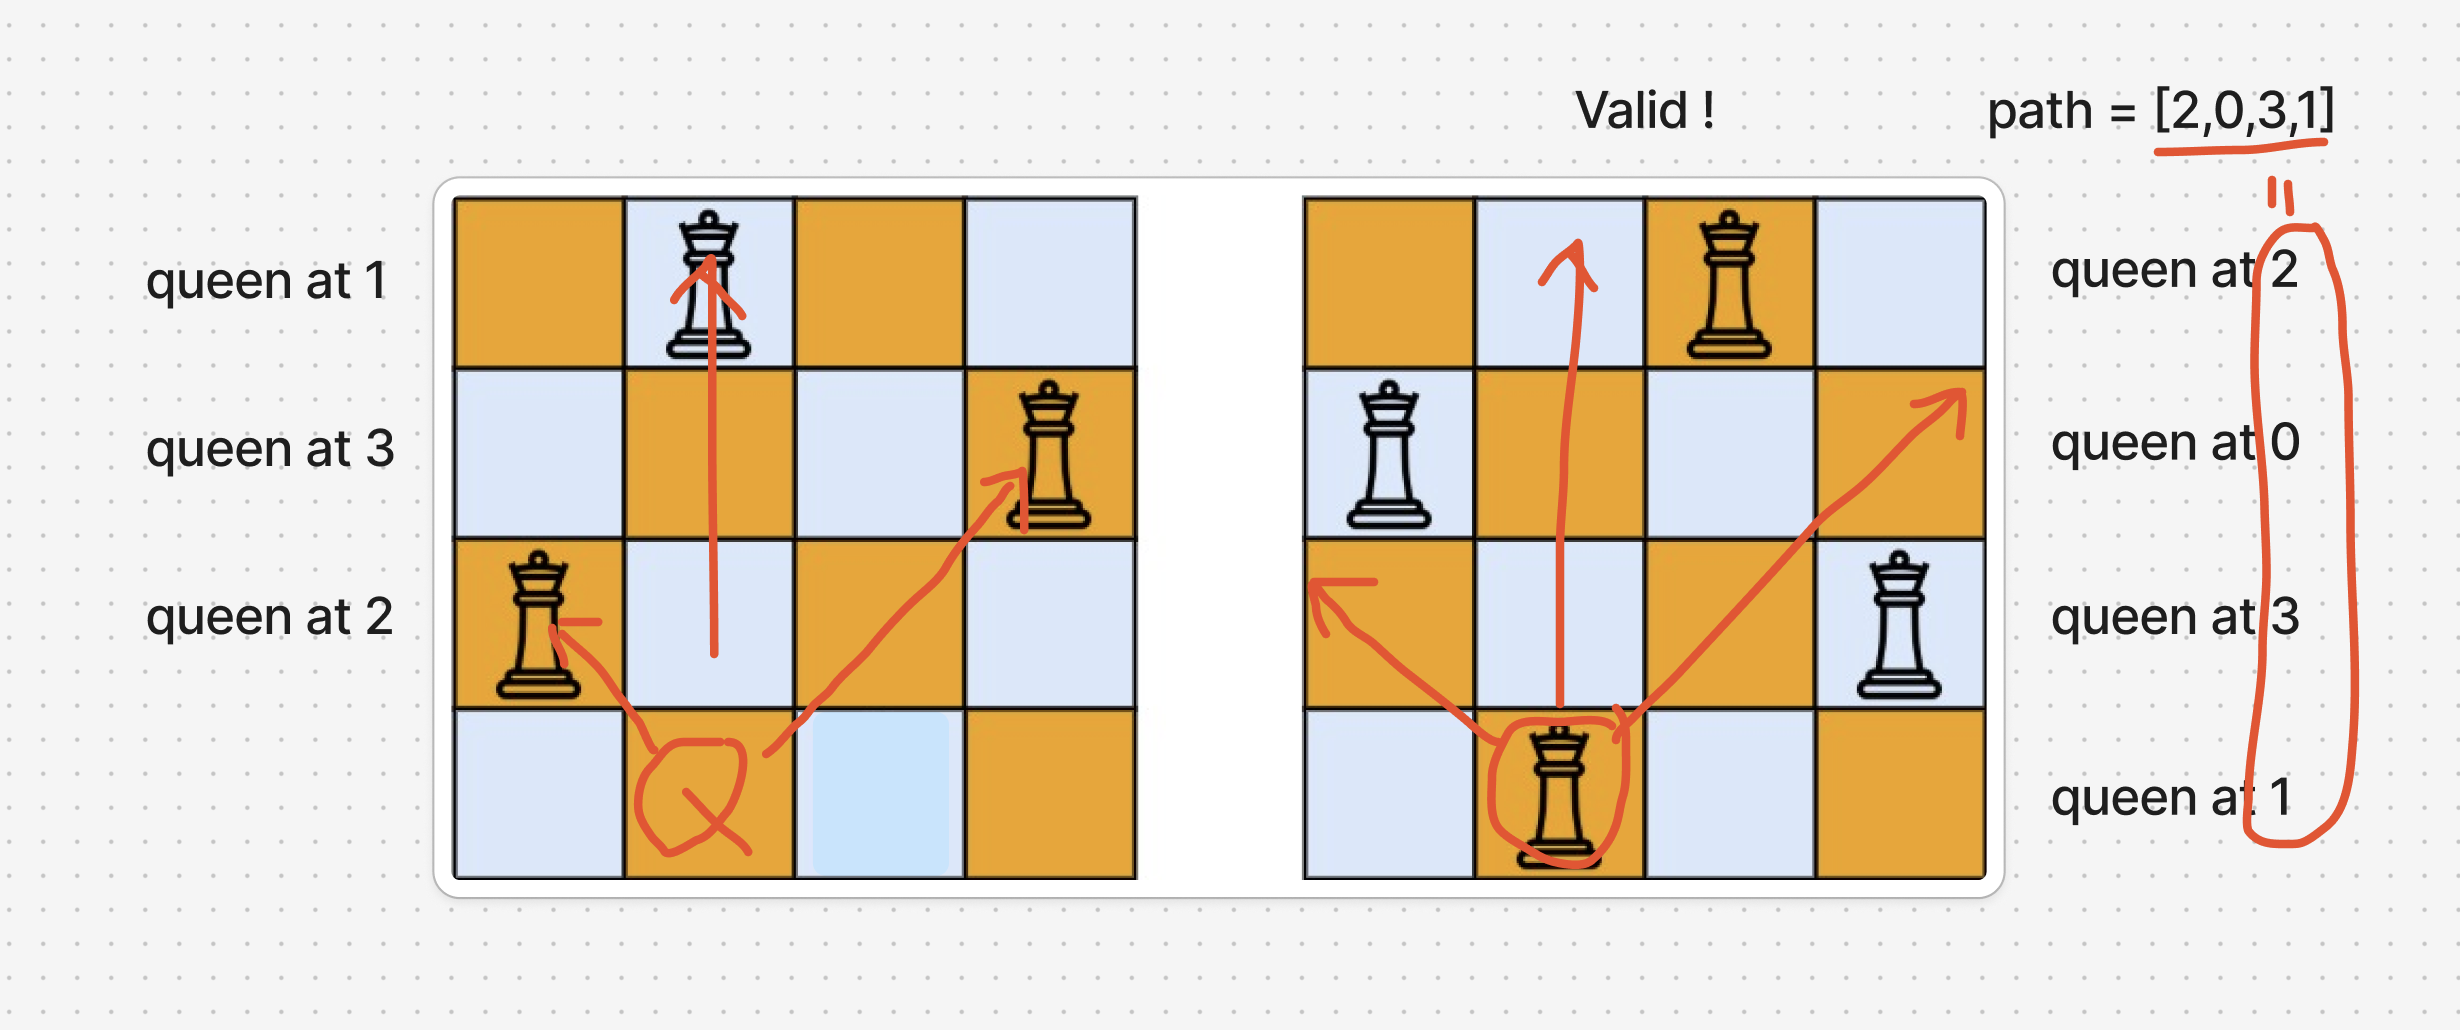 Valid !
path = [2,0,3,1]
queen at 1
queen at 3
queen at 2
queen at 2
queen at 0
queen at 3
queen at 1